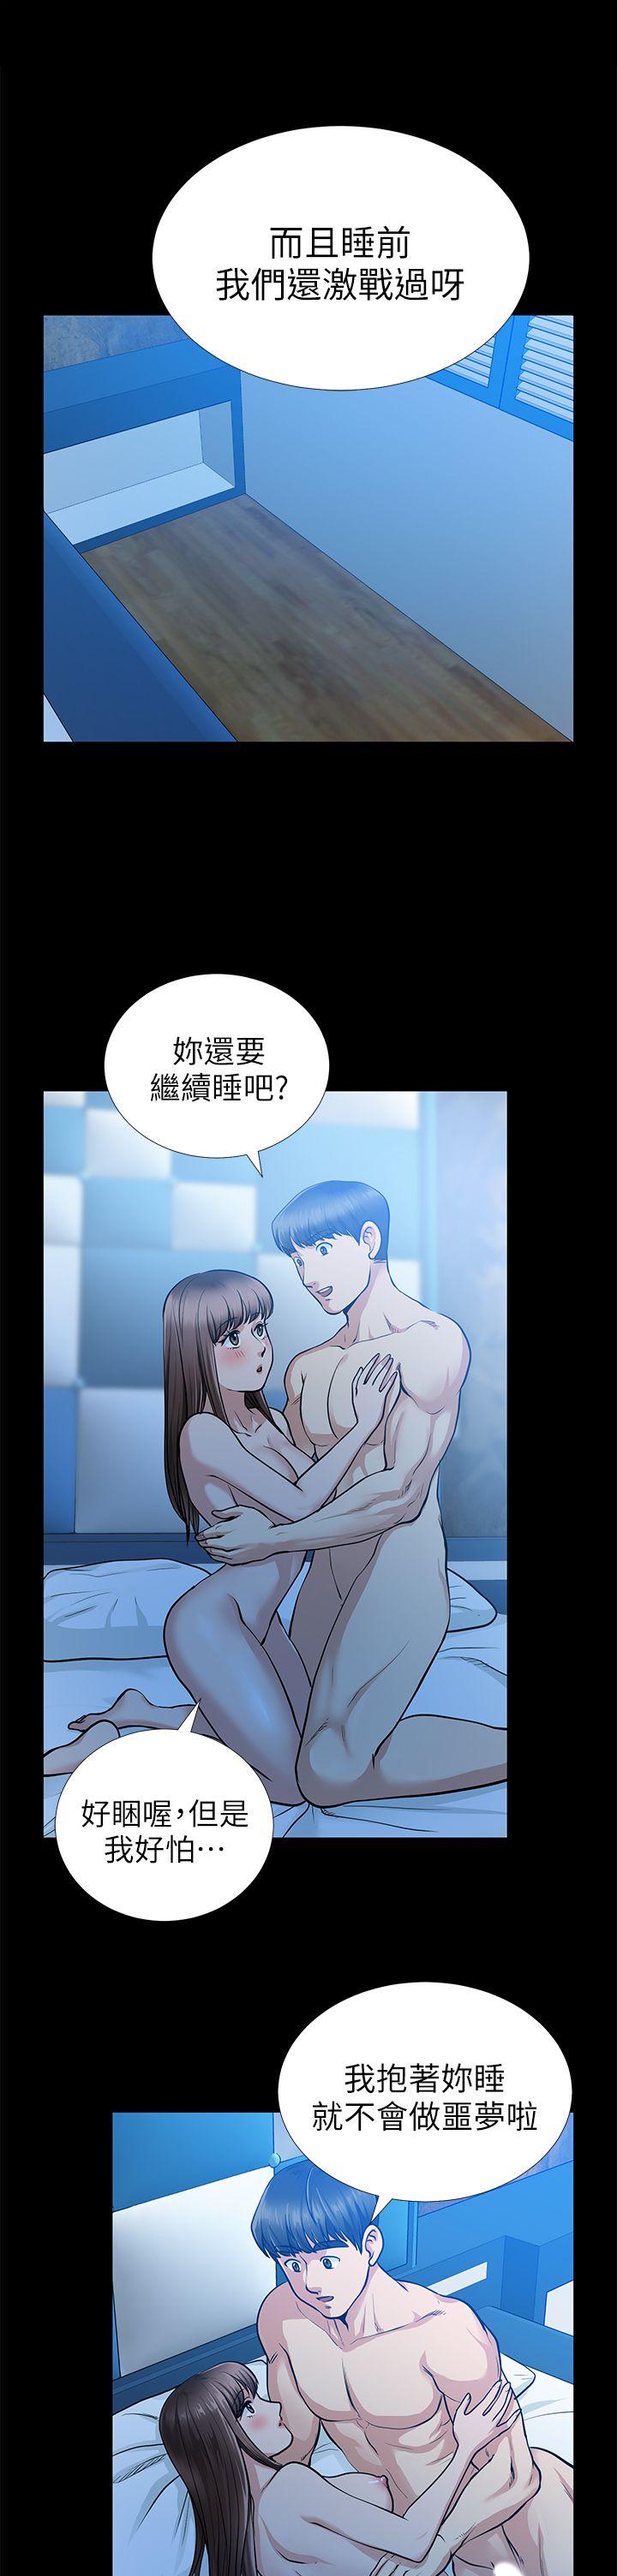 而且睡前
我們還激戰過呀
妳還要
繼續睡吧?
好睏喔，但是
我好怕…
我抱著妳睡
就不會做噩夢啦